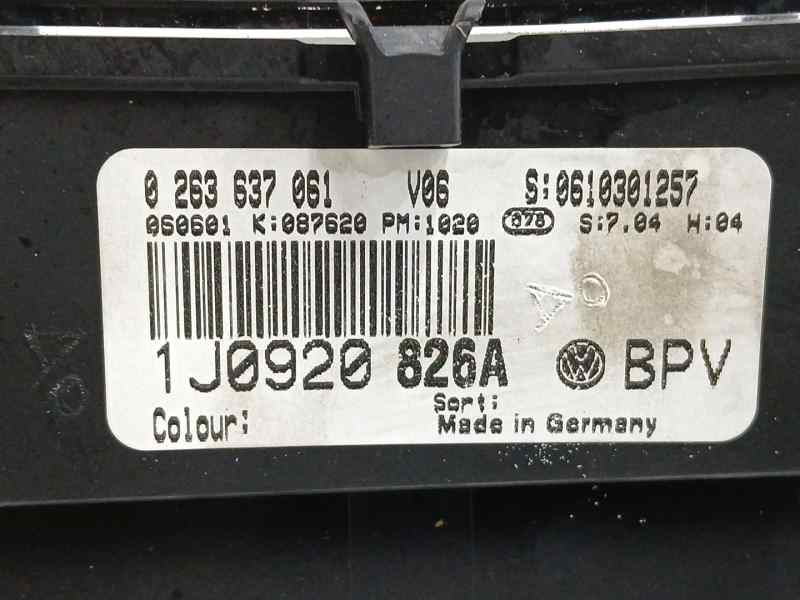 0 263 637 061 V06 S:0610301257
060601 K:087620 PM:1020 078 S:7.04 H:04
1J0920 826A VW BPV
Sort:
Colour: Made in Germany